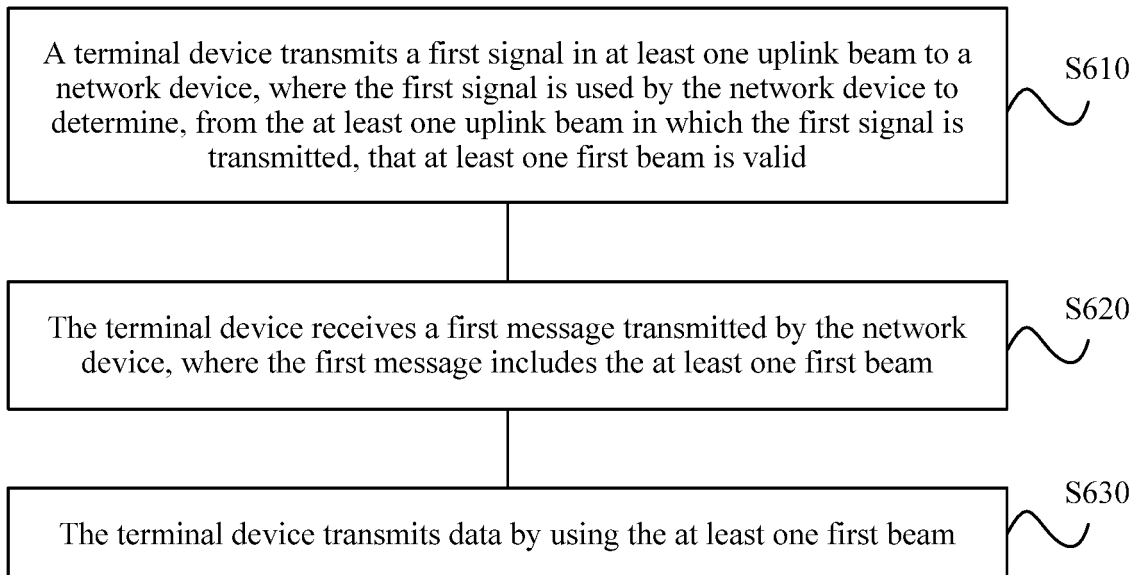 A terminal device transmits a first signal in at least one uplink beam to a
network device, where the first signal is used by the network device to
determine, from the at least one uplink beam in which the first signal is
transmitted, that at least one first beam is valid
S610
The terminal device receives a first message transmitted by the network
device, where the first message includes the at least one first beam
S620
The terminal device transmits data by using the at least one first beam
S630